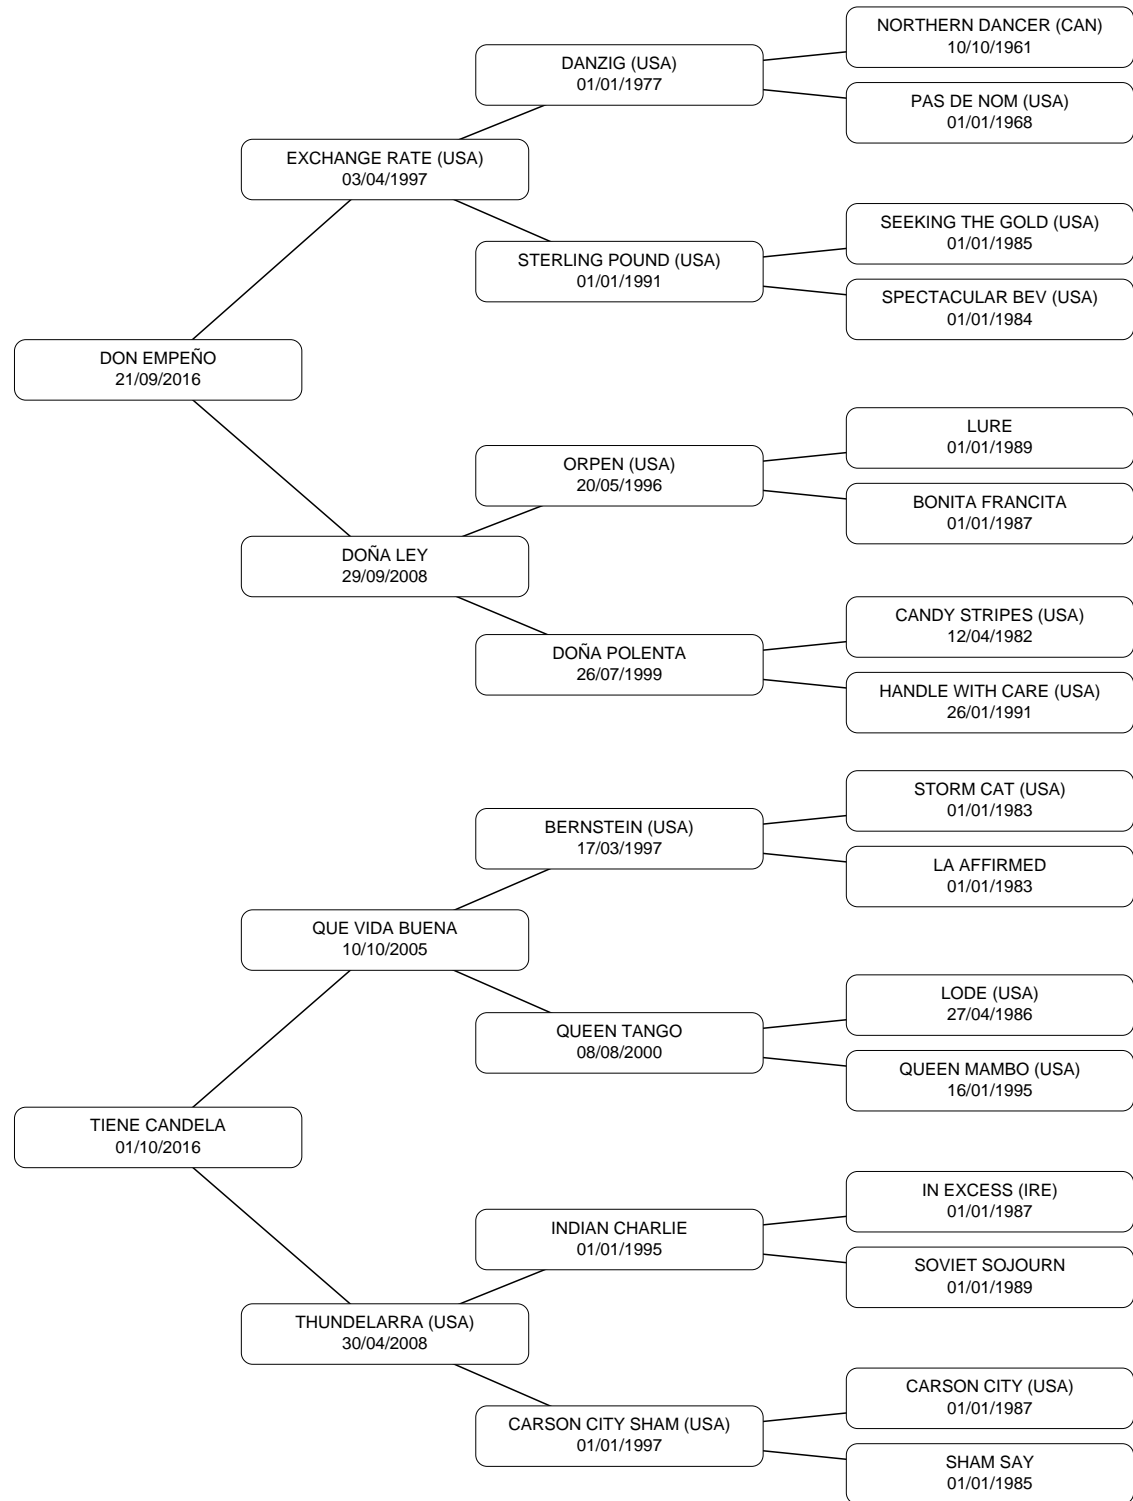 NORTHERN DANCER (CAN)
10/10/1961
DANZIG (USA)
01/01/1977
PAS DE NOM (USA)
01/01/1968
EXCHANGE RATE (USA)
03/04/1997
SEEKING THE GOLD (USA)
01/01/1985
STERLING POUND (USA)
01/01/1991
SPECTACULAR BEV (USA)
01/01/1984
DON EMPEÑO
21/09/2016
LURE
01/01/1989
ORPEN (USA)
20/05/1996
BONITA FRANCITA
01/01/1987
DOÑA LEY
29/09/2008
CANDY STRIPES (USA)
12/04/1982
DOÑA POLENTA
26/07/1999
HANDLE WITH CARE (USA)
26/01/1991
STORM CAT (USA)
01/01/1983
BERNSTEIN (USA)
17/03/1997
LA AFFIRMED
01/01/1983
QUE VIDA BUENA
10/10/2005
LODE (USA)
27/04/1986
QUEEN TANGO
08/08/2000
QUEEN MAMBO (USA)
16/01/1995
TIENE CANDELA
01/10/2016
IN EXCESS (IRE)
01/01/1987
INDIAN CHARLIE
01/01/1995
SOVIET SOJOURN
01/01/1989
THUNDELARRA (USA)
30/04/2008
CARSON CITY (USA)
01/01/1987
CARSON CITY SHAM (USA)
01/01/1997
SHAM SAY
01/01/1985